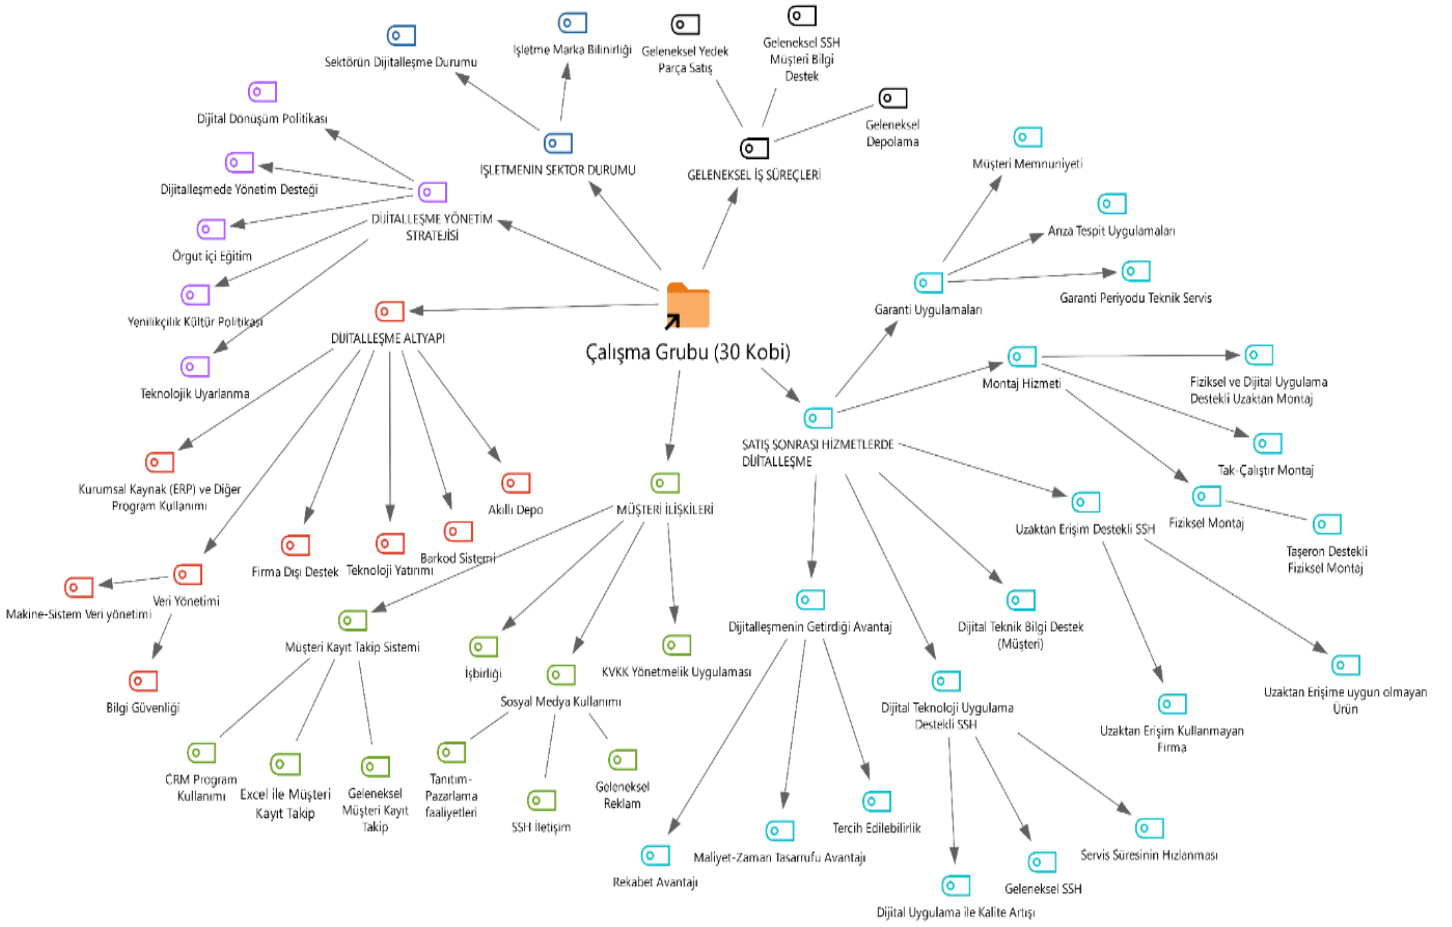 İşletme Marka Bilinirliği
Sektörün Dijitalleşme Durumu
Geleneksel Yedek
Parça Satış
Geleneksel SSH
Müşteri Bilgi
Destek
Geleneksel
Depolama
Dijital Dönüşüm Politikası
İŞLETMENİN SEKTÖR DURUMU
GELENEKSEL İŞ SÜREÇLERİ
Müşteri Memnuniyeti
Dijitalleşmede Yönetim Desteği
DİJİTALLEŞME YÖNETİM
STRATEJİSİ
Arıza Tespit Uygulamaları
Örgüt içi Eğitim
Garanti Periyodu Teknik Servis
Garanti Uygulamaları
Yenilikçilik Kültür Politikası
DİJİTALLEŞME ALTYAPI
Çalışma Grubu (30 Kobi)
Teknolojik Uyarlanma
Montaj Hizmeti
Fiziksel ve Dijital Uygulama
Destekli Uzaktan Montaj
SATIŞ SONRASI HİZMETLERDE
DİJİTALLEŞME
Tak-Çalıştır Montaj
Kurumsal Kaynak (ERP) ve Diğer
Program Kullanımı
Akıllı Depo
MÜŞTERİ İLİŞKİLERİ
Uzaktan Erişim Destekli SSH
Fiziksel Montaj
Taşeron Destekli
Fiziksel Montaj
Firma Dışı Destek
Teknoloji Yatırımı
Barkod Sistemi
Makine-Sistem Veri yönetimi
Veri Yönetimi
Müşteri Kayıt Takip Sistemi
İşbirliği
KVKK Yönetmelik Uygulaması
Dijitalleşmenin Getirdiği Avantaj
Dijital Teknik Bilgi Destek
(Müşteri)
Bilgi Güvenliği
Sosyal Medya Kullanımı
Dijital Teknoloji Uygulama
Destekli SSH
Uzaktan Erişim Kullanmayan
Firma
Uzaktan Erişime uygun olmayan
Ürün
CRM Program
Kullanımı
Excel ile Müşteri
Kayıt Takip
Geleneksel
Müşteri Kayıt
Takip
Tanıtım-
Pazarlama
faaliyetleri
SSH İletişim
Geleneksel
Reklam
Tercih Edilebilirlik
Maliyet-Zaman Tasarrufu Avantajı
Rekabet Avantajı
Servis Süresinin Hızlanması
Geleneksel SSH
Dijital Uygulama ile Kalite Artışı